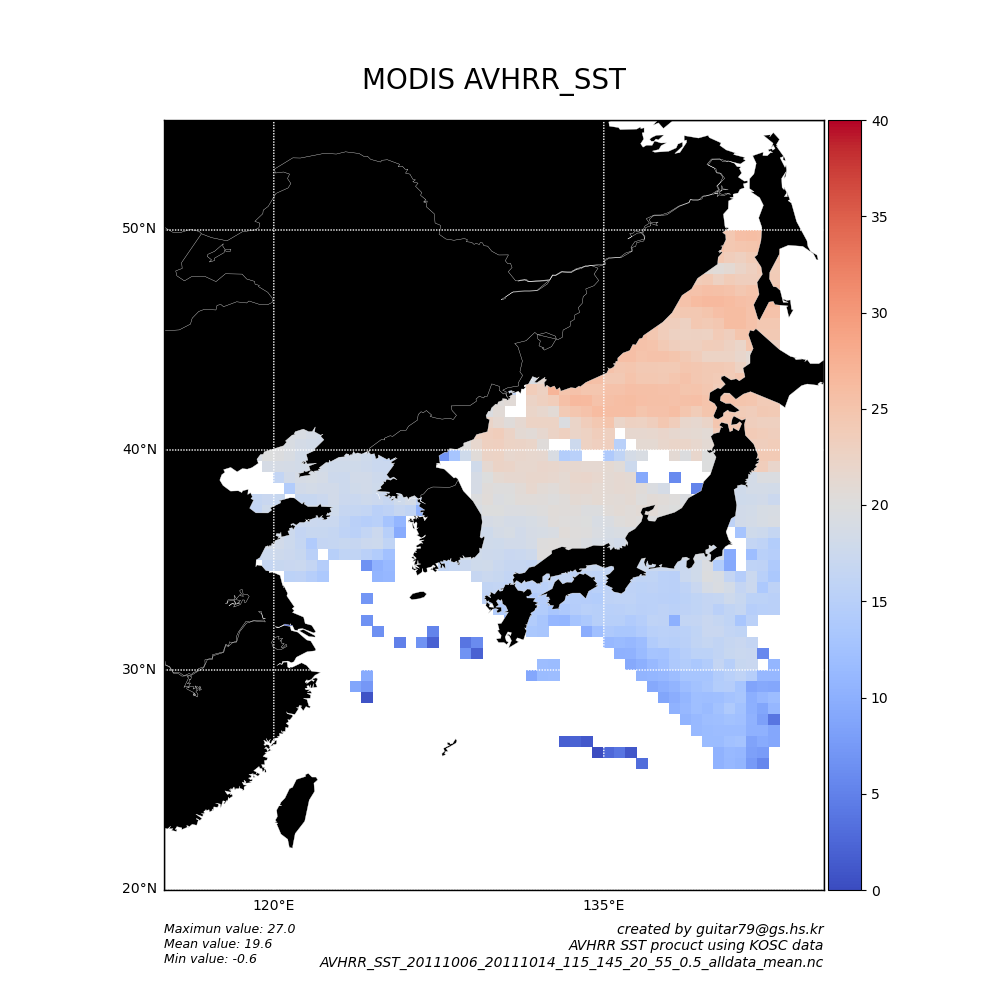 MODIS AVHRR_SST
50°N
40°N
30°N
20°N
120°E
135°E
40
35
30
25
20
15
10
5
0
Maximun value: 27.0
Mean value: 19.6
Min value: -0.6
created by guitar79@gs.hs.kr
AVHRR SST procuct using KOSC data
AVHRR_SST_20111006_20111014_115_145_20_55_0.5_alldata_mean.nc